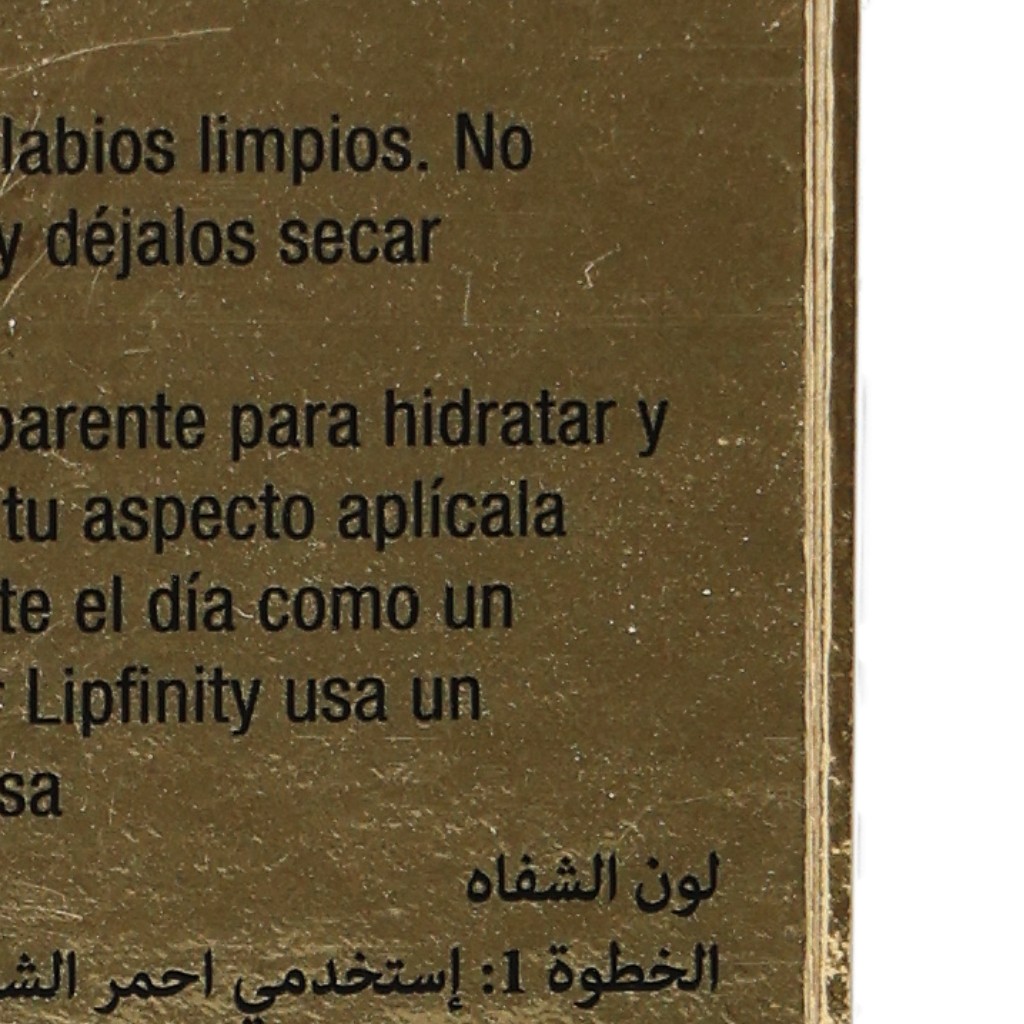 labios limpios. No
y déjalos secar
parente para hidratar y
tu aspecto aplícala
te el día como un
Lipfinity usa un
sa
لون الشفاه
الخطوة 1: إستخدمي احمر الش